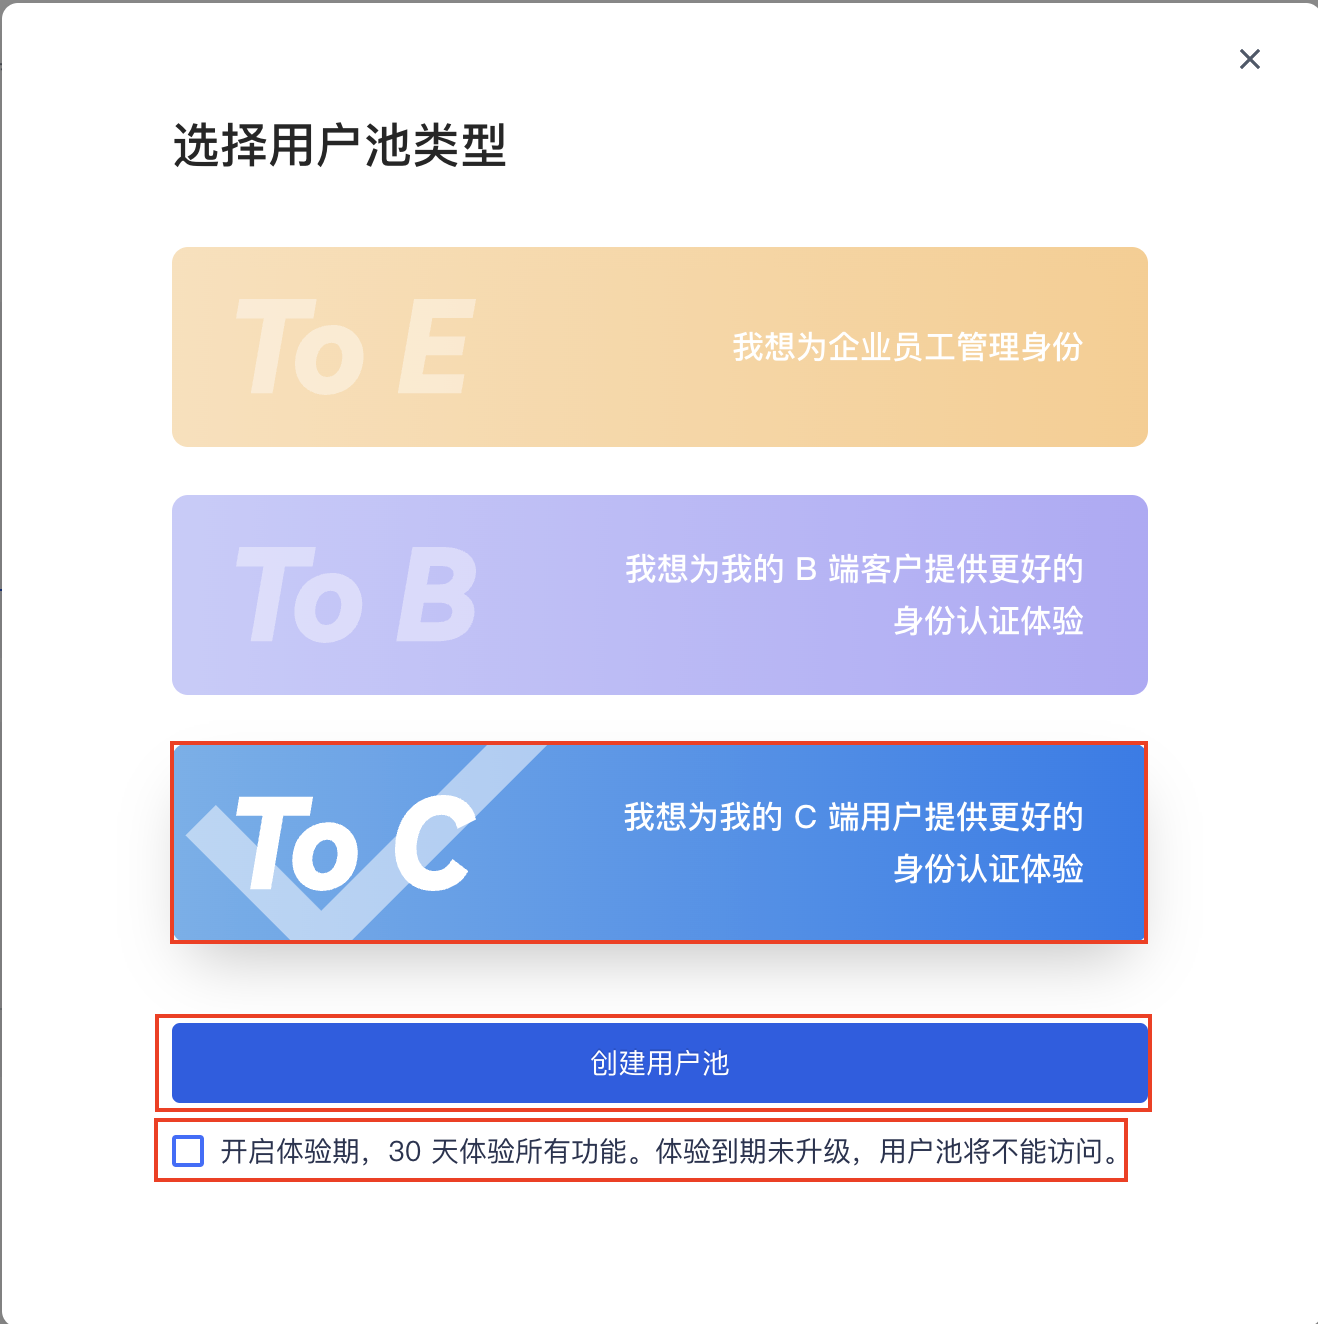 选择用户池类型
To E
我想为企业员工管理身份
To B
我想为我的 B 端客户提供更好的
身份认证体验
To C
我想为我的 C 端用户提供更好的
身份认证体验
创建用户池
开启体验期，30 天体验所有功能。体验到期未升级，用户池将不能访问。